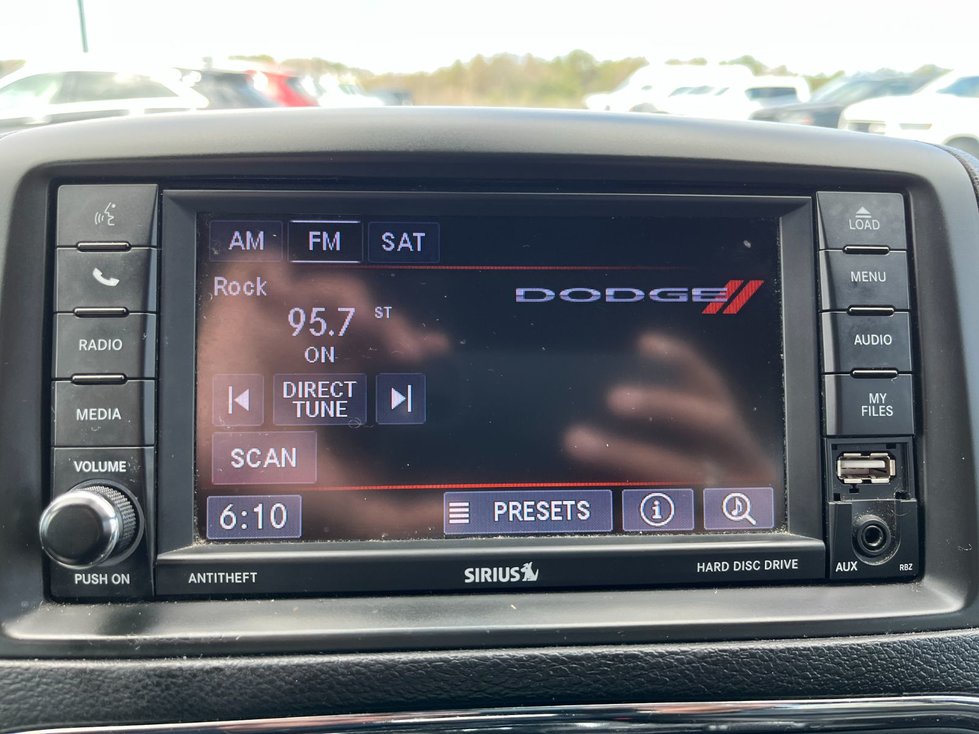 AM FM SAT
Rock
95.7 ST
ON
DIRECT
TUNE
SCAN
6:10 PRESETS
DODGE
RADIO
MEDIA
VOLUME
PUSH ON
LOAD
MENU
AUDIO
MY
FILES
AUX RBZ
ANTITHEFT SIRIUS HARD DISC DRIVE